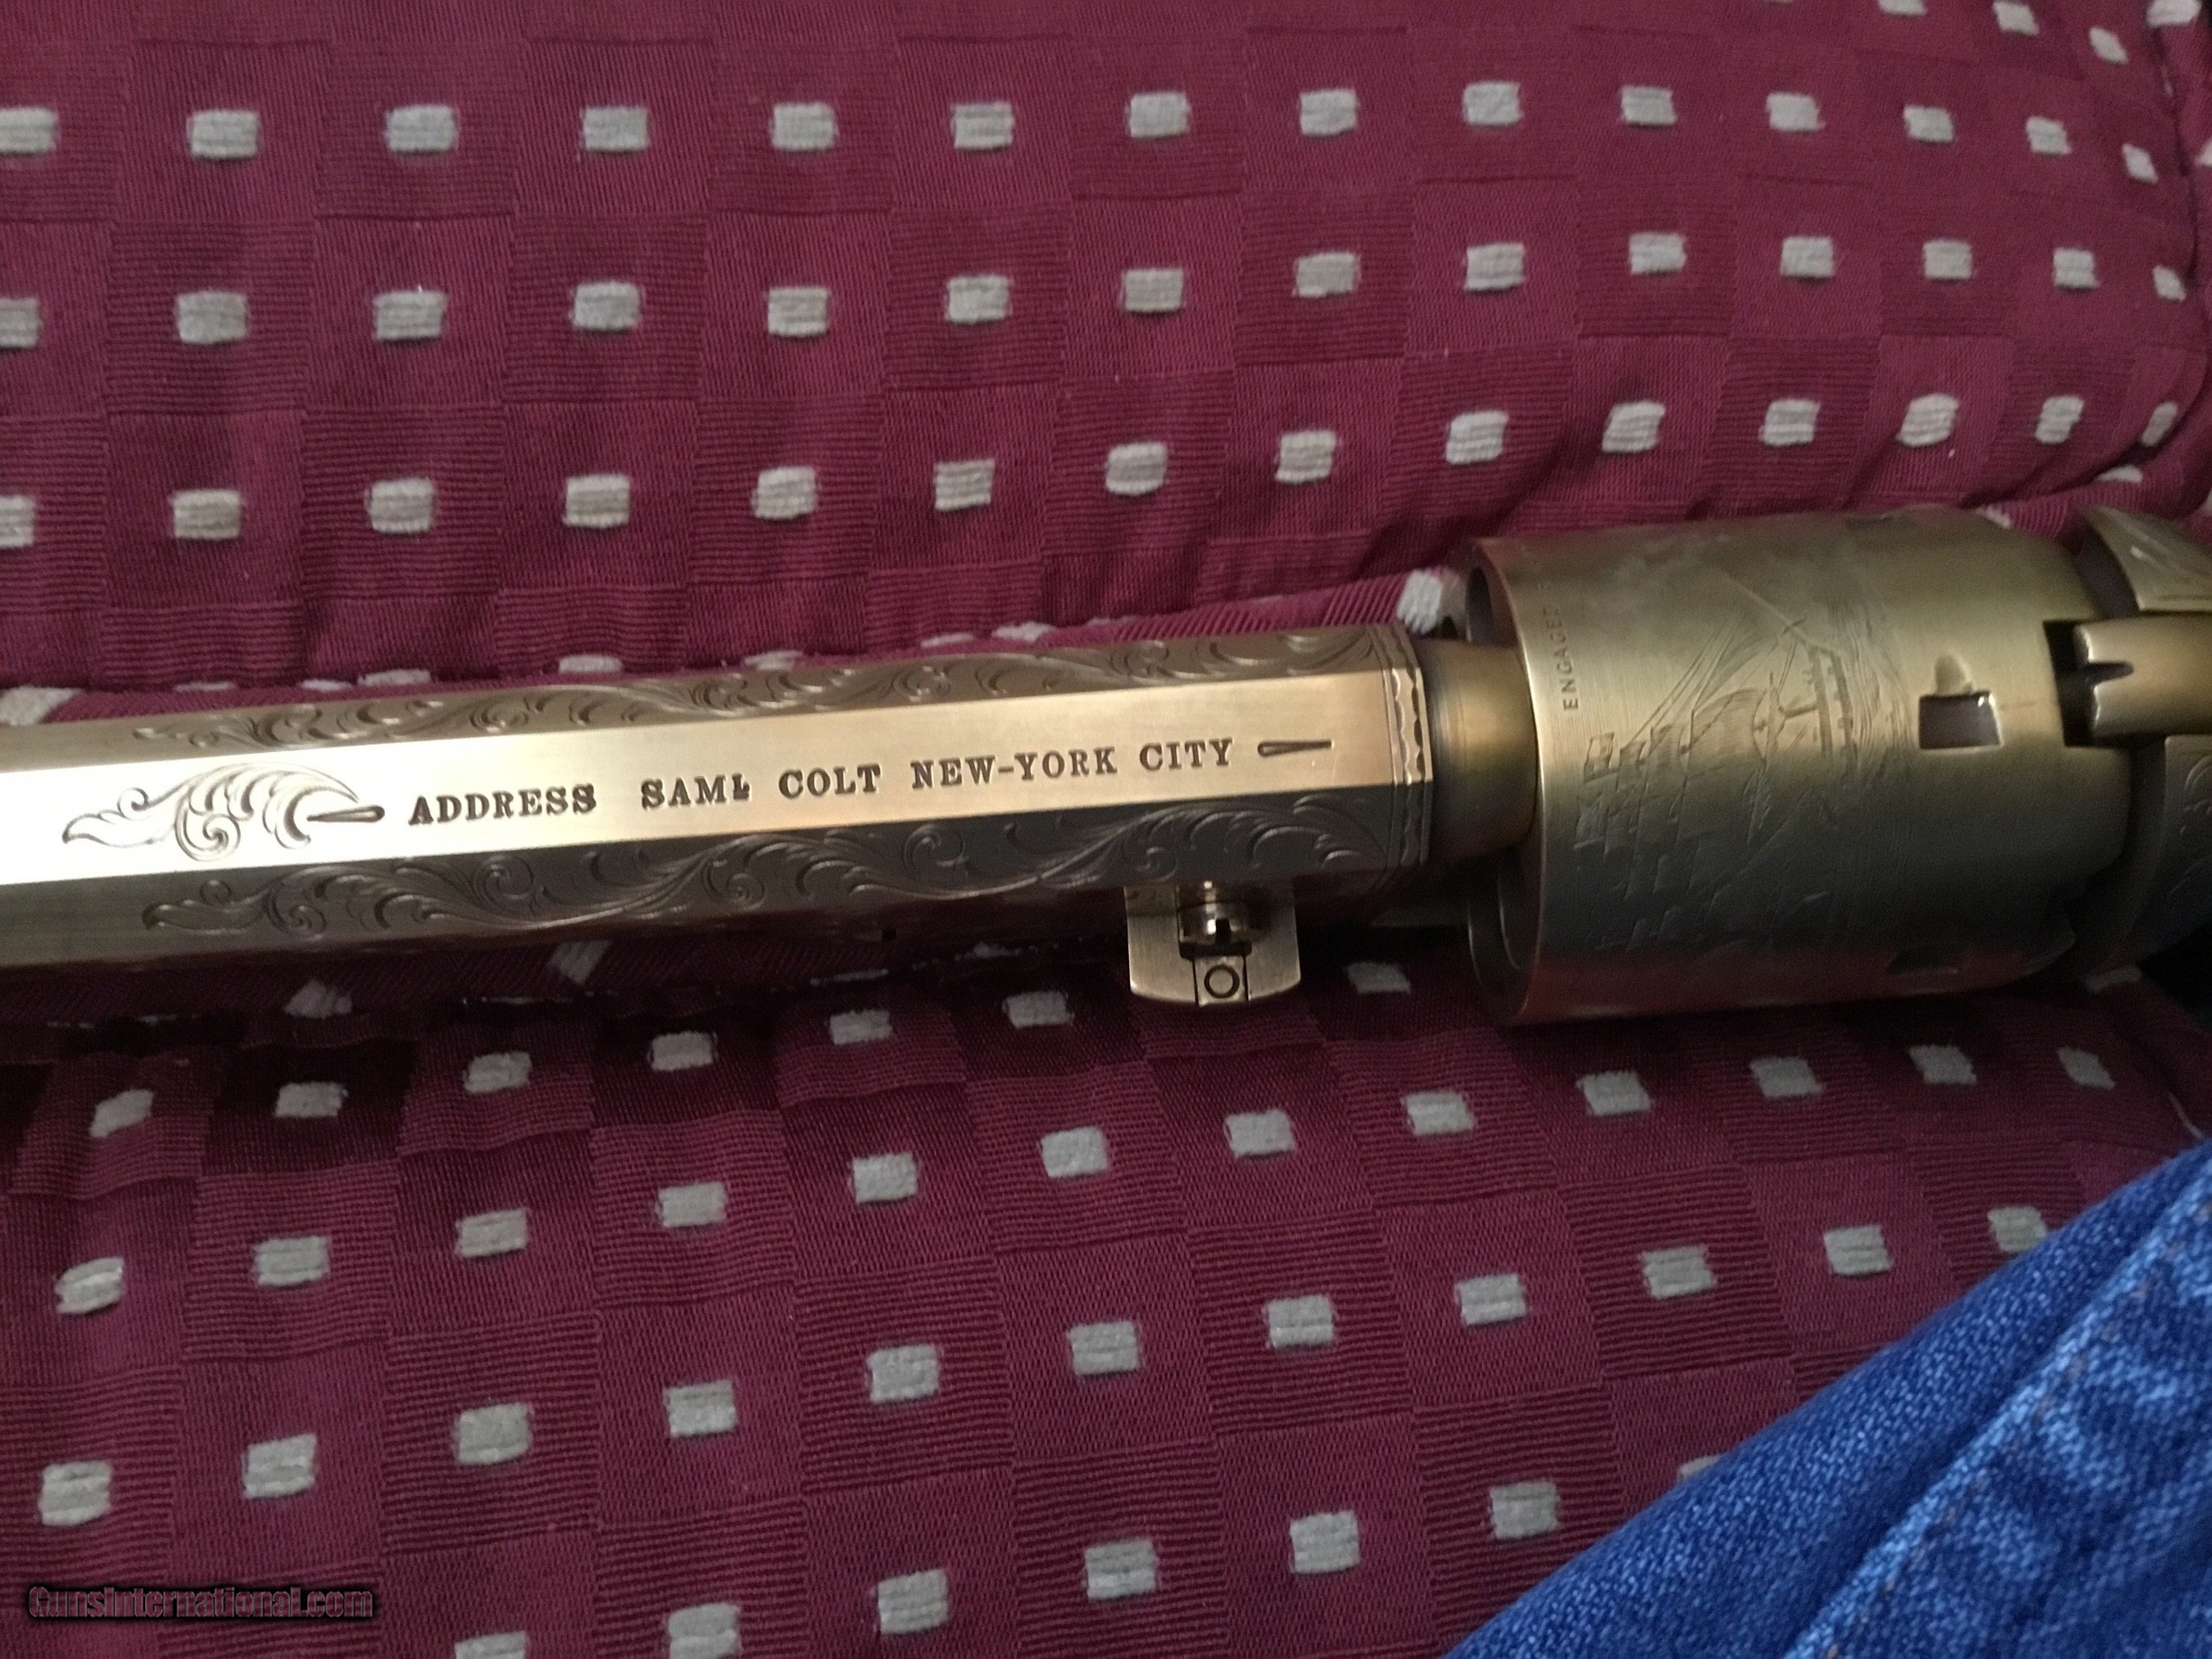 ADDRESS SAML COLT NEW-YORK CITY
ENGAGED
GunsInternational.com